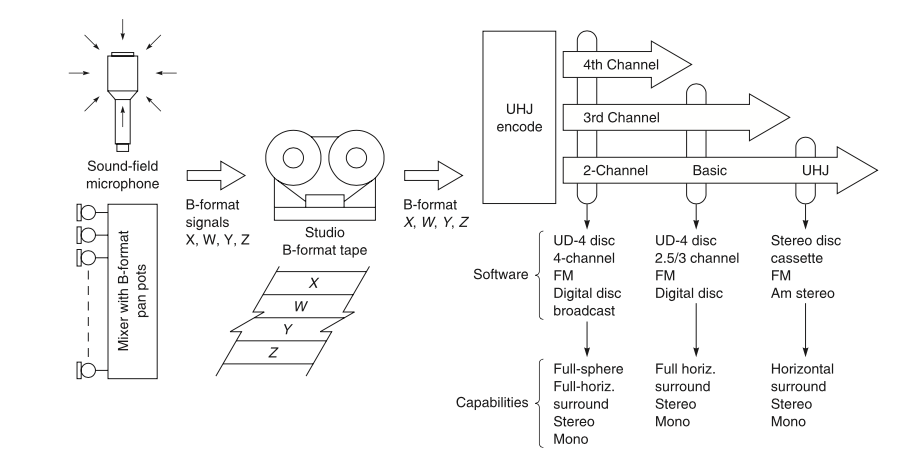 Sound-field
microphone
Mixer with B-format
pan pots
B-format
signals
X, W, Y, Z
Studio
B-format tape
X
W
Y
Z
B-format
X, W, Y, Z
UHJ
encode
4th Channel
3rd Channel
2-Channel Basic UHJ
Software
UD-4 disc
4-channel
FM
Digital disc
broadcast
UD-4 disc
2.5/3 channel
FM
Digital disc
Stereo disc
cassette
FM
Am stereo
Capabilities
Full-sphere
Full-horiz.
surround
Stereo
Mono
Full horiz.
surround
Stereo
Mono
Horizontal
surround
Stereo
Mono